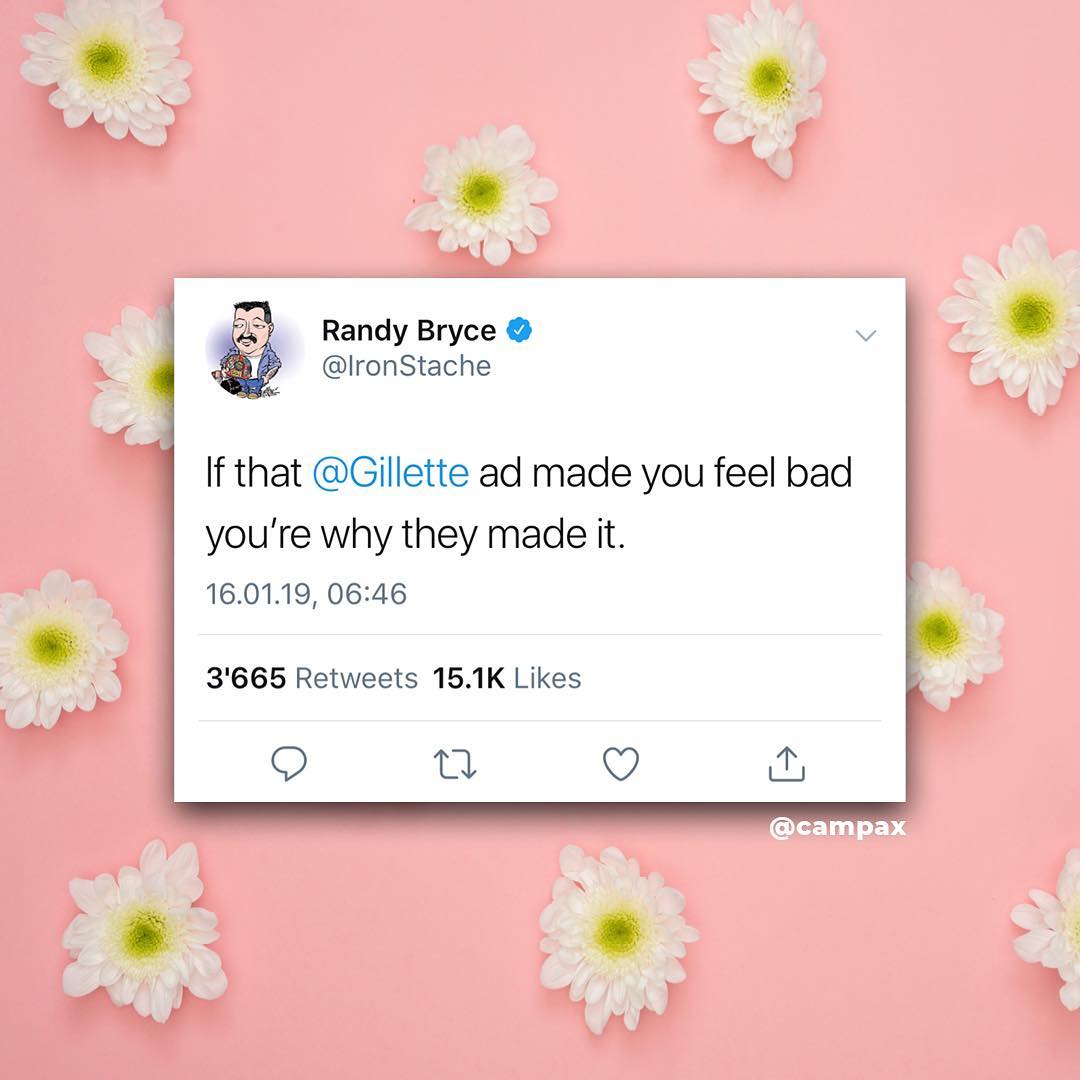 Randy Bryce
@IronStache
If that @Gillette ad made you feel bad
you’re why they made it.
16.01.19, 06:46
3'665 Retweets 15.1K Likes
@campax